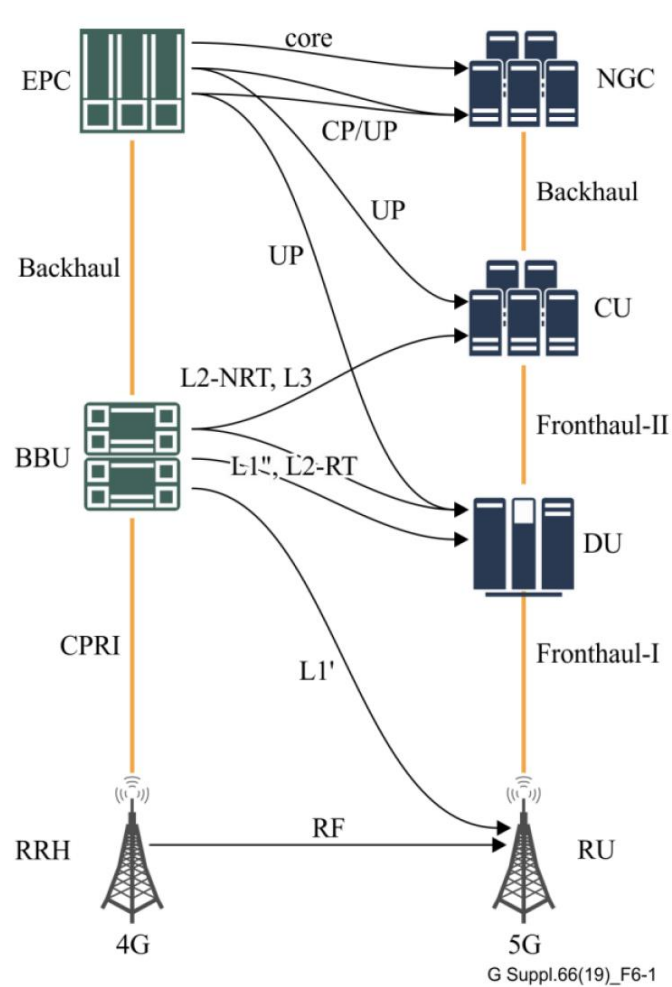 core
EPC
NGC
CP/UP
Backhaul
UP
UP
Backhaul
CU
L2-NRT, L3
Fronthaul-II
BBU
L1", L2-RT
DU
CPRI
Fronthaul-I
L1'
RF
RRH
RU
4G
5G
G Suppl.66(19)_F6-1